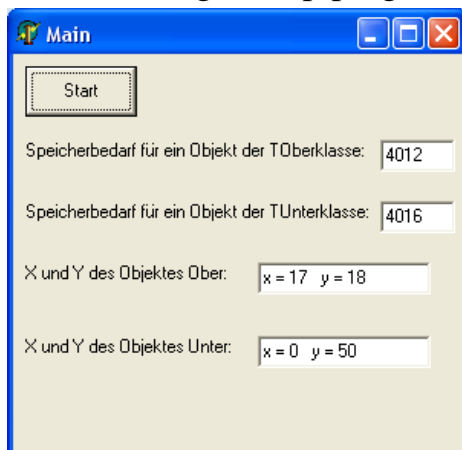 Main
Start
Speicherbedarf für ein Objekt der TOberklasse: 4012
Speicherbedarf für ein Objekt der TUnterklasse: 4016
X und Y des Objektes Ober: x = 17 y = 18
X und Y des Objektes Unter: x = 0 y = 50